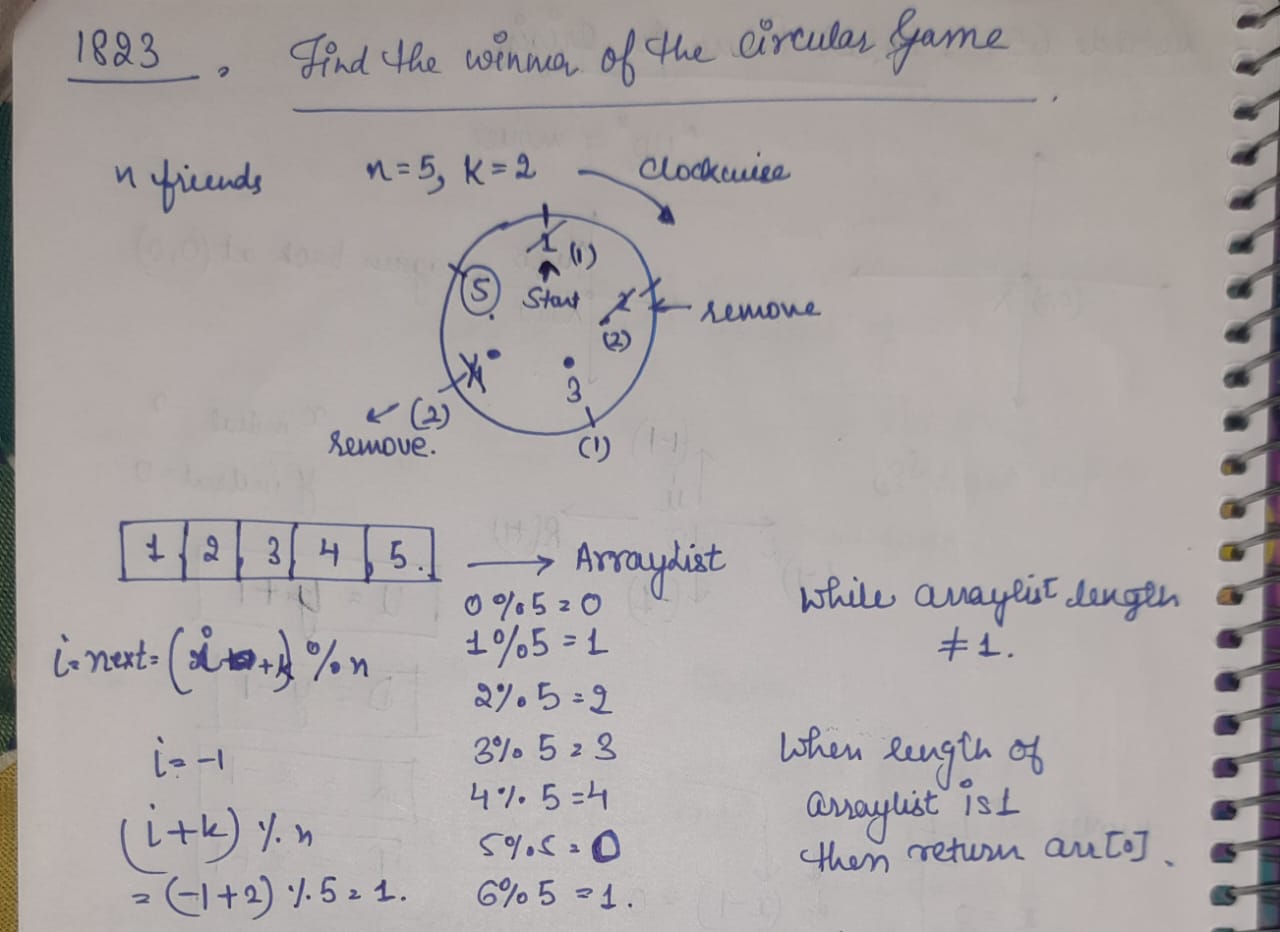 1823. Find the winner of the circular Game
n friends n=5, K=2 Clockwise
1 (1)
5 Start 2 remove
(2)
4 3
(2)
remove. (1)
1 2 3 4 5. → ArrayList
0%5=0
while arraylist length
≠1.
i=next=(i+k)%n 1%5=1
2%5=2
i=-1 3%5=3
When length of
4%5=4 arraylist is 1
(i+k)%n 5%5=0 then return arr[0].
=(-1+2)%5=1. 6%5=1.